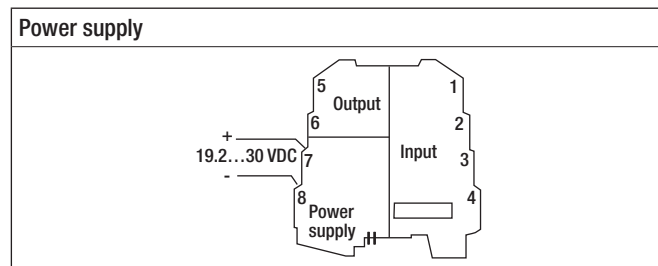 Power supply
5
Output
6
+
19.2…30 VDC
7
-
8
Power
supply
1
2
Input
3
4